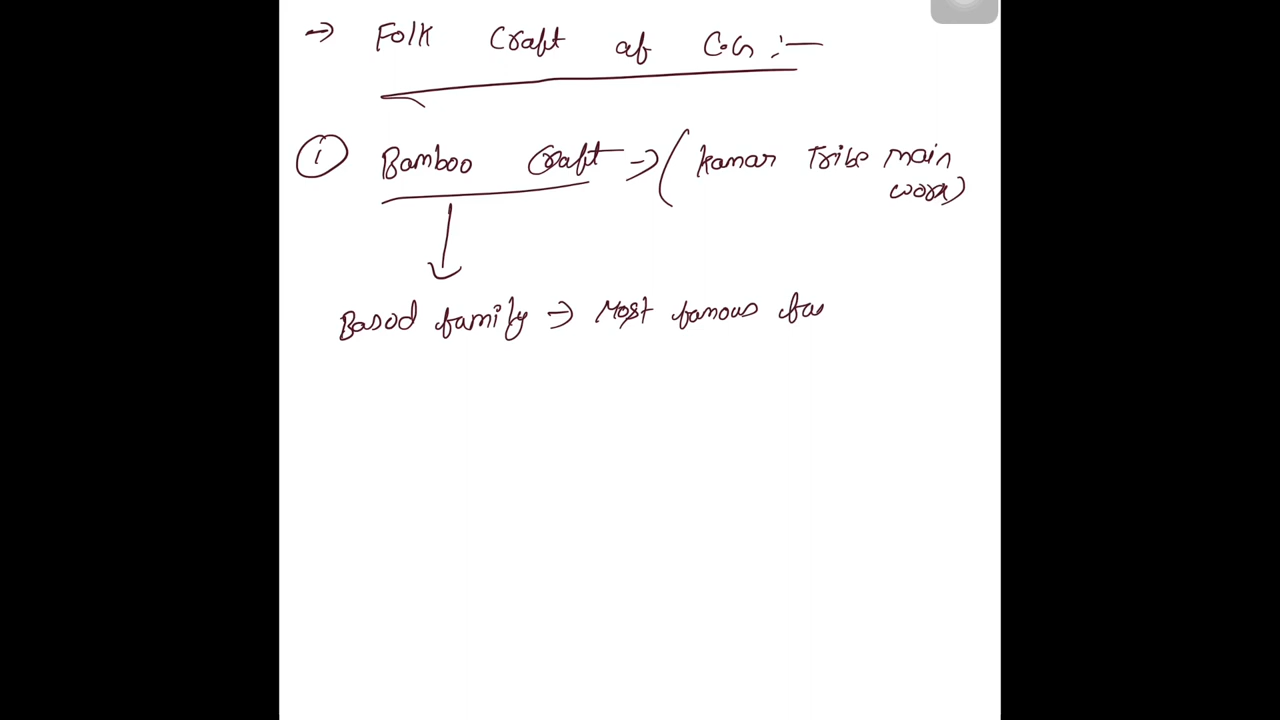 → Folk Craft of C.G :—
① Bamboo Craft → ( Kamar Tribe main
work)
Basod family → Most famous for